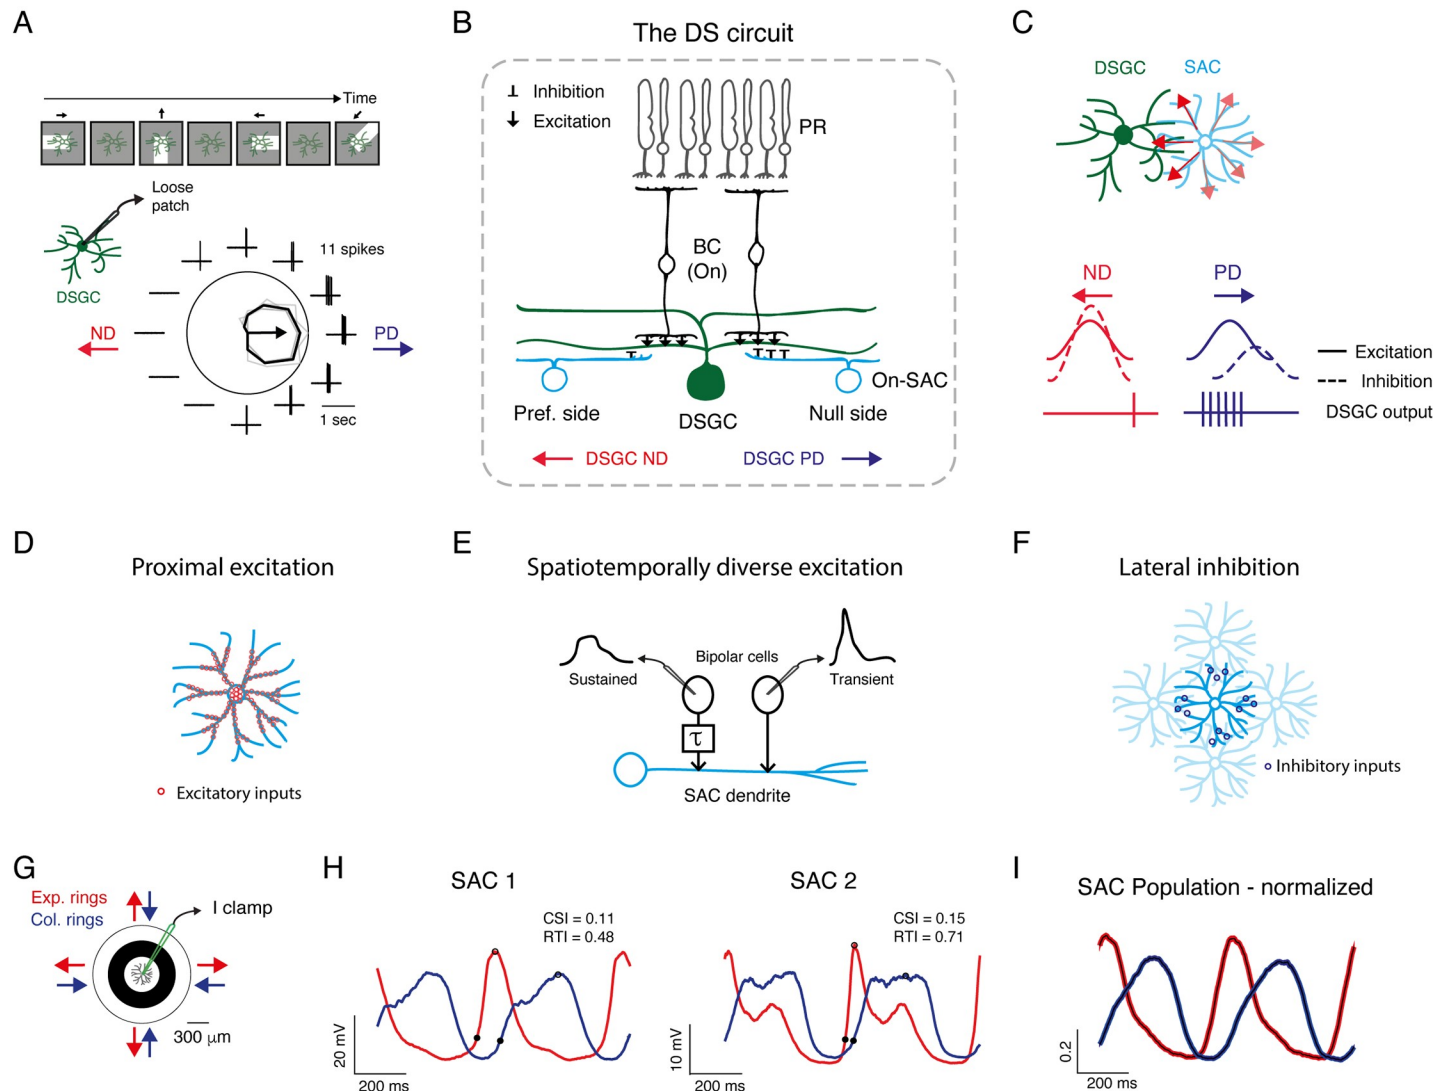 A
Time
Loose
patch
DSGC
11 spikes
ND
PD
1 sec
B
The DS circuit
Inhibition
Excitation
PR
BC
(On)
On-SAC
Pref. side
DSGC
Null side
DSGC ND
DSGC PD
C
DSGC
SAC
ND
PD
Excitation
Inhibition
DSGC output
D
Proximal excitation
Excitatory inputs
E
Spatiotemporally diverse excitation
Sustained
Bipolar cells
Transient
τ
SAC dendrite
F
Lateral inhibition
Inhibitory inputs
G
Exp. rings
Col. rings
I clamp
300 µm
H
SAC 1
CSI = 0.11
RTI = 0.48
20 mV
200 ms
SAC 2
CSI = 0.15
RTI = 0.71
10 mV
200 ms
I
SAC Population - normalized
0.2
200 ms